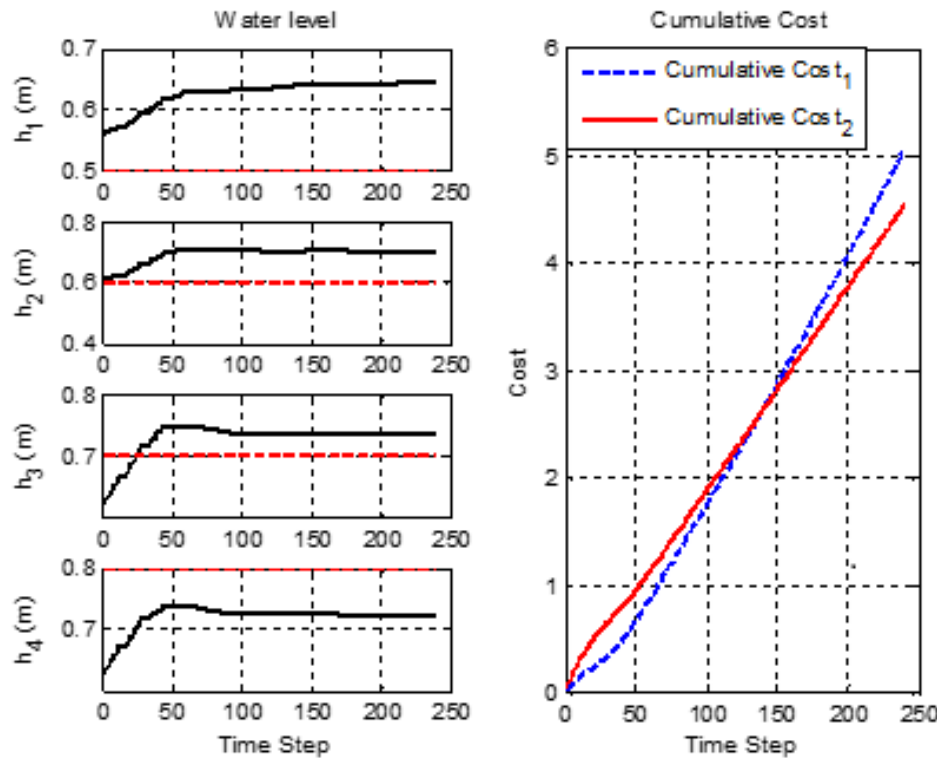 Water level
0.7
0.6
0.5
h1 (m)
0 50 100 150 200 250
0.8
0.6
0.4
h2 (m)
0 50 100 150 200 250
0.8
0.7
h3 (m)
0 50 100 150 200 250
0.8
0.7
h4 (m)
0 50 100 150 200 250
Time Step
Cumulative Cost
6
5
4
3
2
1
0
Cost
Cumulative Cost1
Cumulative Cost2
0 50 100 150 200 250
Time Step